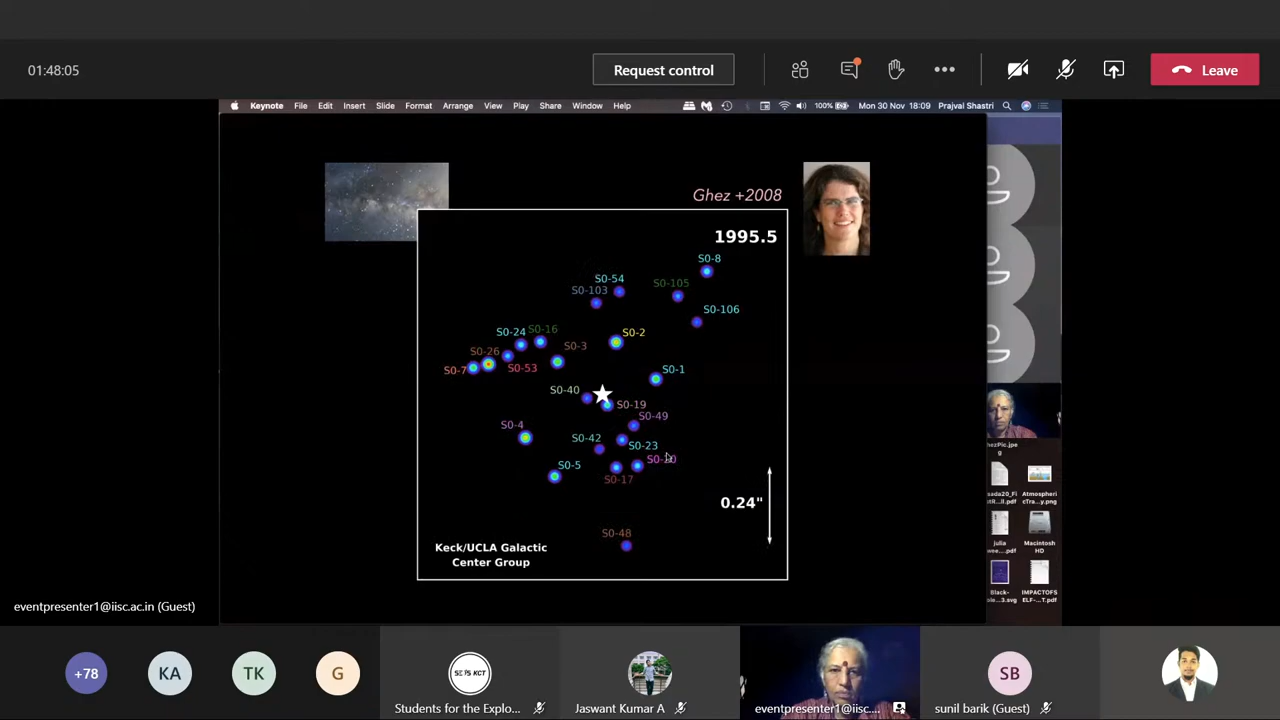 01:48:05
Request control
Leave
Keynote File Edit Insert Slide Format Arrange View Play Share Window Help
100%
Mon 30 Nov 18:09 Prajval Shastri
Ghez +2008
1995.5
S0-8
S0-54
S0-103
S0-105
S0-106
S0-2
S0-16
S0-24
S0-3
S0-26
S0-53
S0-7
S0-1
S0-40
S0-19
S0-49
S0-4
S0-42
S0-23
S0-5
S0-17
0.24"
S0-48
Keck/UCLA Galactic
Center Group
Macintosh
HD
eventpresenter1@iisc.ac.in (Guest)
+78
KA
TK
G
SEDS KCT
Students for the Explo...
Jaswant Kumar A
eventpresenter1@iisc....
SB
sunil barik (Guest)